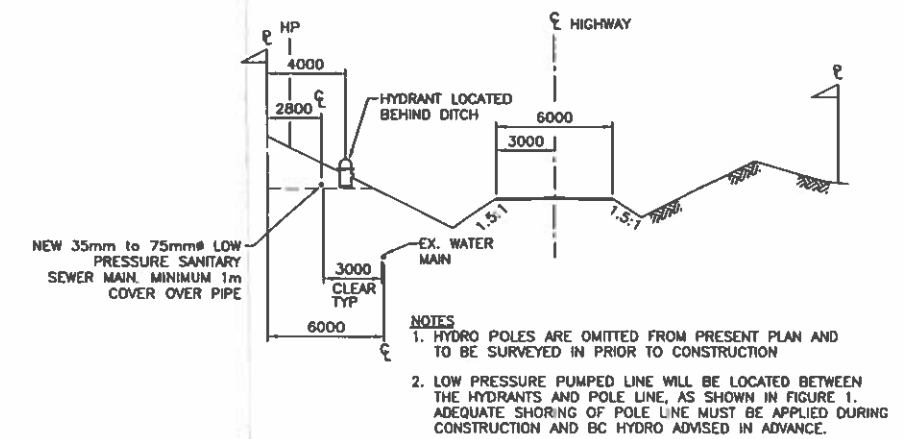 ℄ HIGHWAY
HP
℄
℄
4000
℄
2800
HYDRANT LOCATED
BEHIND DITCH
6000
3000
1.5:1
1.5:1
NEW 35mm to 75mmø LOW
PRESSURE SANITARY
SEWER MAIN. MINIMUM 1m
COVER OVER PIPE
EX. WATER
MAIN
3000
CLEAR
TYP
6000
℄
NOTES
1. HYDRO POLES ARE OMITTED FROM PRESENT PLAN AND
TO BE SURVEYED IN PRIOR TO CONSTRUCTION
2. LOW PRESSURE PUMPED LINE WILL BE LOCATED BETWEEN
THE HYDRANTS AND POLE LINE, AS SHOWN IN FIGURE 1.
ADEQUATE SHORING OF POLE LINE MUST BE APPLIED DURING
CONSTRUCTION AND BC HYDRO ADVISED IN ADVANCE.